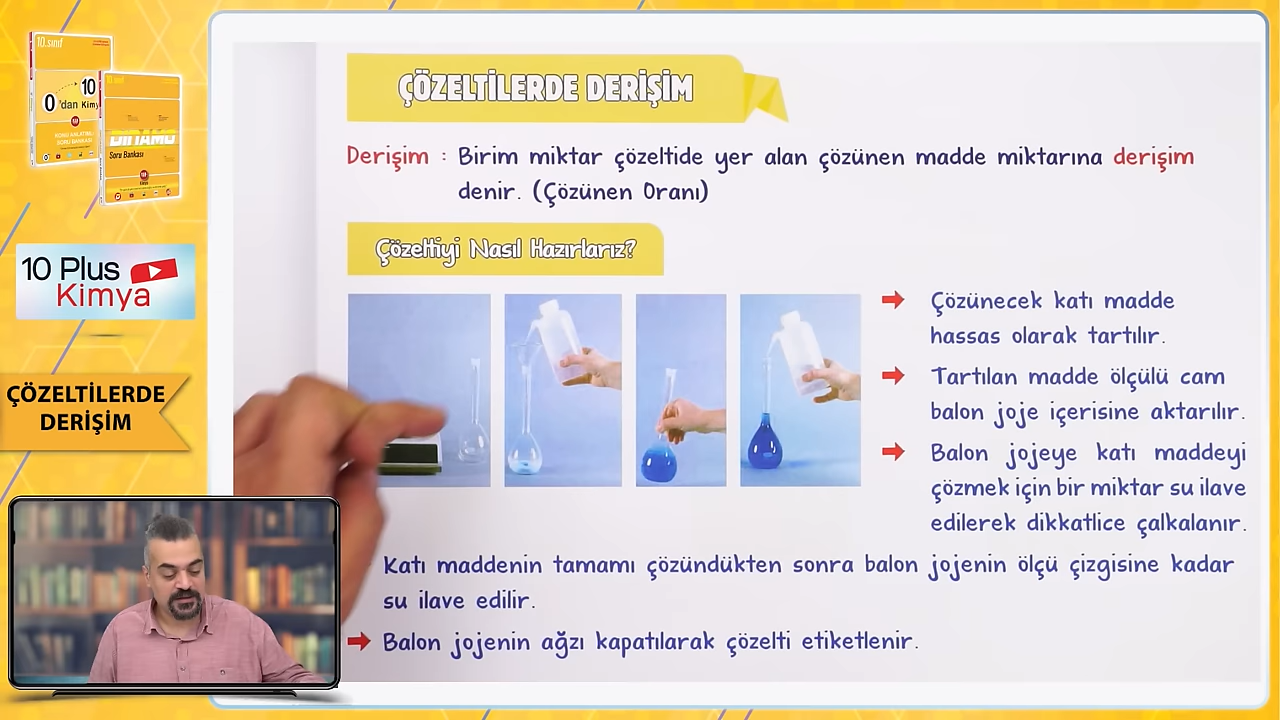 10.sınıf
0
10
'dan Kimya
DİNAMO
Soru Bankası
10 Plus
Kimya
ÇÖZELTİLERDE
DERİŞİM
ÇÖZELTİLERDE DERİŞİM
Derişim : Birim miktar çözeltide yer alan çözünen madde miktarına derişim
denir. (Çözünen Oranı)
Çözeltiyi Nasıl Hazırlarız?
Çözünecek katı madde
hassas olarak tartılır.
Tartılan madde ölçülü cam
balon joje içerisine aktarılır.
Balon jojeye katı maddeyi
çözmek için bir miktar su ilave
edilerek dikkatlice çalkalanır.
Katı maddenin tamamı çözündükten sonra balon jojenin ölçü çizgisine kadar
su ilave edilir.
Balon jojenin ağzı kapatılarak çözelti etiketlenir.